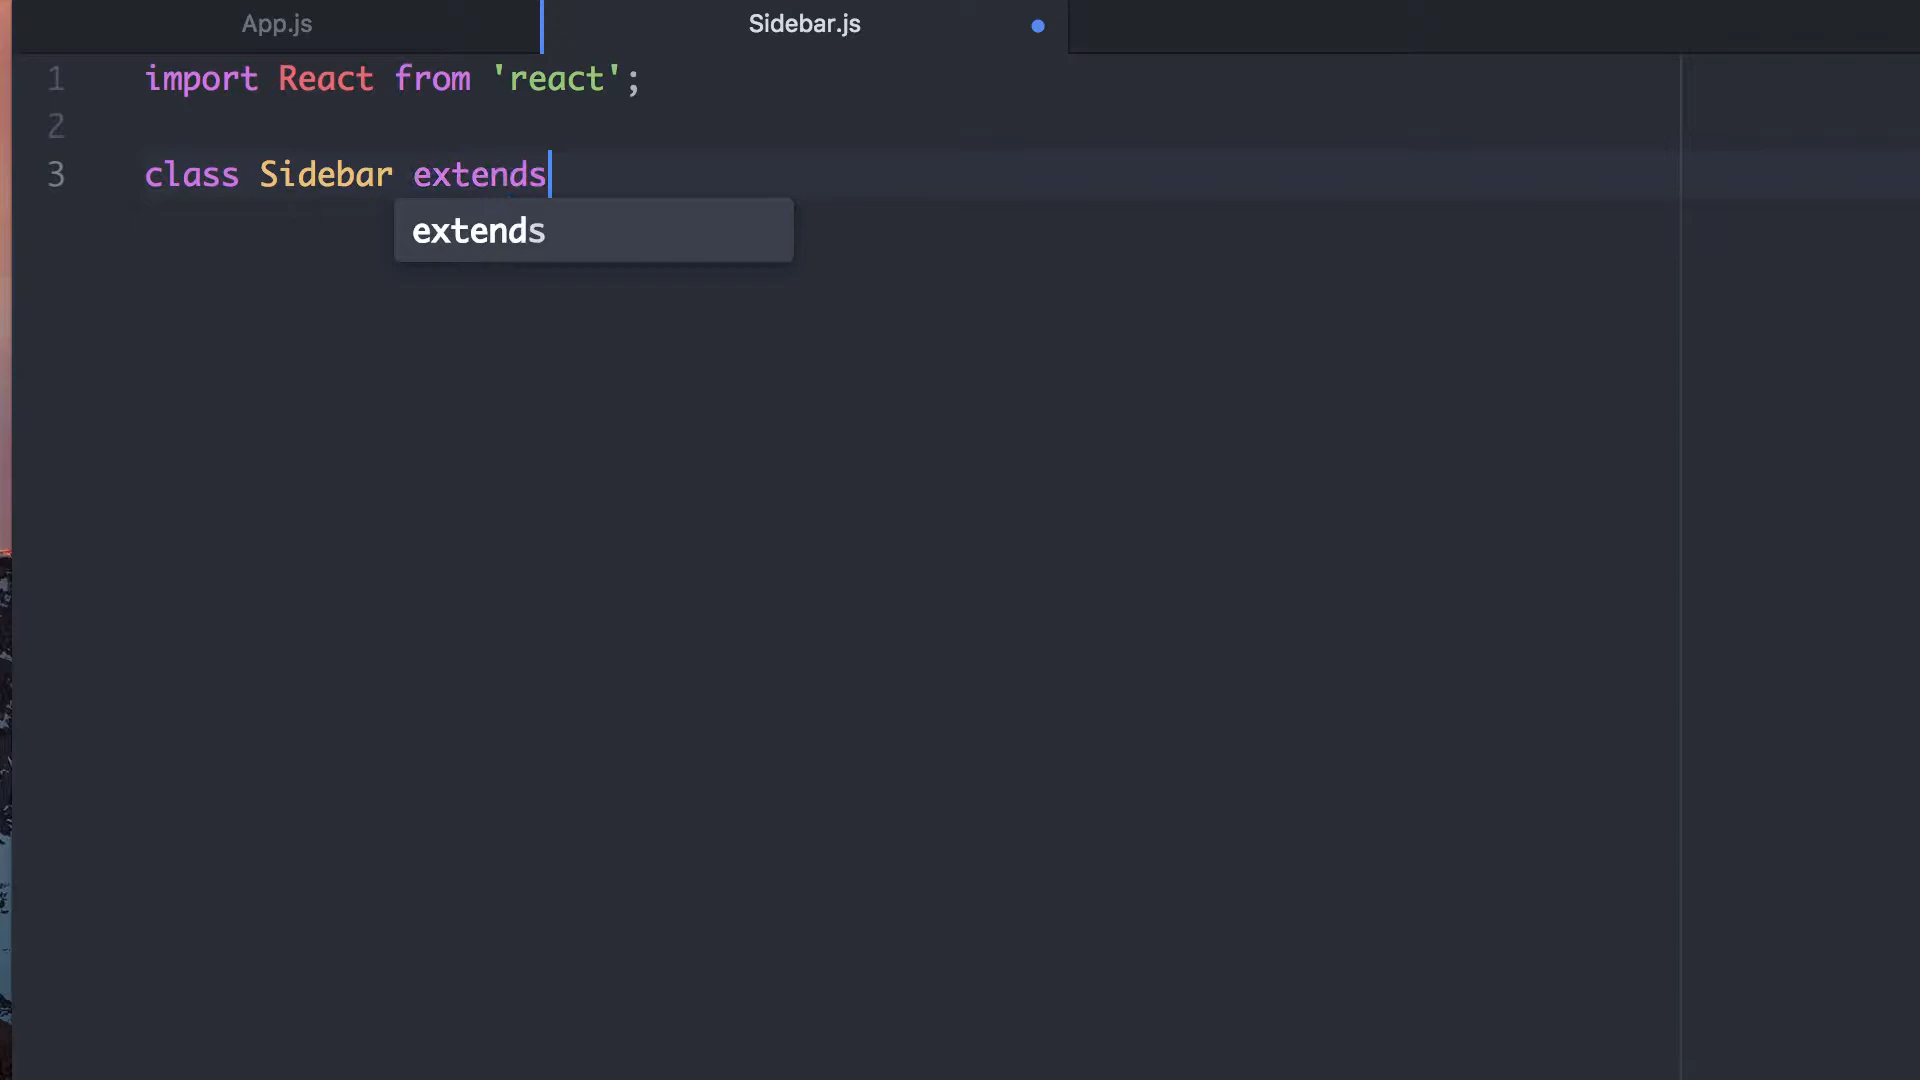 App.js
Sidebar.js
1 import React from 'react';
2
3 class Sidebar extends
extends